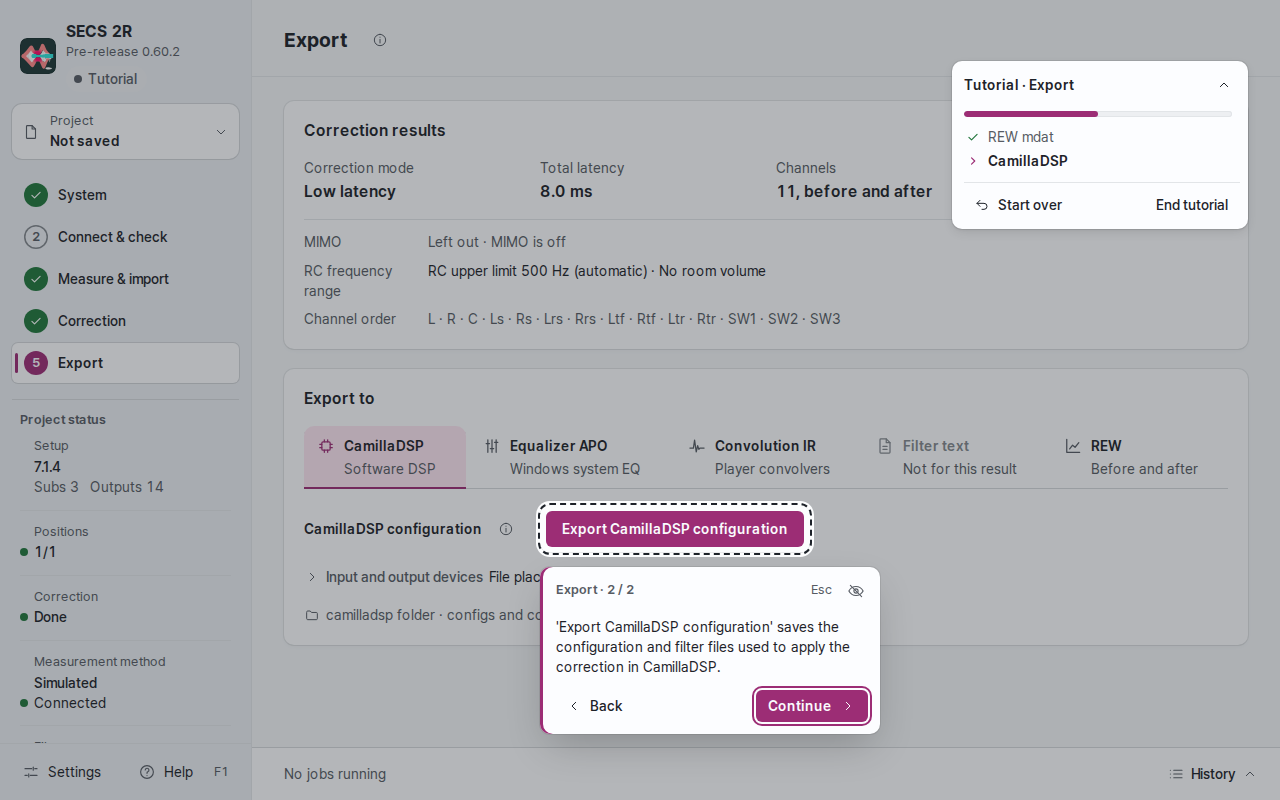 SECS 2R
Pre-release 0.60.2
Tutorial
Project
Not saved
System
2 Connect & check
Measure & import
Correction
5 Export
Project status
Setup
7.1.4
Subs 3 Outputs 14
Positions
1/1
Correction
Done
Measurement method
Simulated
Connected
Settings
Help F1
Export
Correction results
Correction mode
Low latency
Total latency
8.0 ms
Channels
11, before and after
MIMO Left out · MIMO is off
RC frequency range RC upper limit 500 Hz (automatic) · No room volume
Channel order L · R · C · Ls · Rs · Lrs · Rrs · Ltf · Rtf · Ltr · Rtr · SW1 · SW2 · SW3
Export to
CamillaDSP
Software DSP
Equalizer APO
Windows system EQ
Convolution IR
Player convolvers
Filter text
Not for this result
REW
Before and after
CamillaDSP configuration
Export CamillaDSP configuration
Input and output devices File plac
camilladsp folder · configs and co
Export · 2 / 2
Esc
'Export CamillaDSP configuration' saves the
configuration and filter files used to apply the
correction in CamillaDSP.
Back
Continue
Tutorial · Export
REW mdat
CamillaDSP
Start over
End tutorial
No jobs running
History